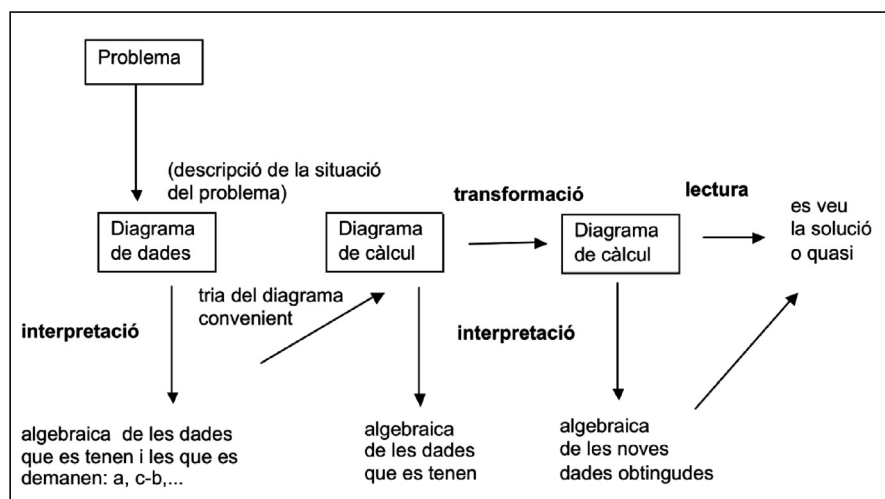 Problema
(descripció de la situació
del problema)
Diagrama
de dades
Diagrama
de càlcul
transformació
Diagrama
de càlcul
lectura
es veu
la solució
o quasi
interpretació
tria del diagrama
convenient
interpretació
algebraica de les dades
que es tenen i les que es
demanen: a, c-b,...
algebraica
de les dades
que es tenen
algebraica
de les noves
dades obtingudes